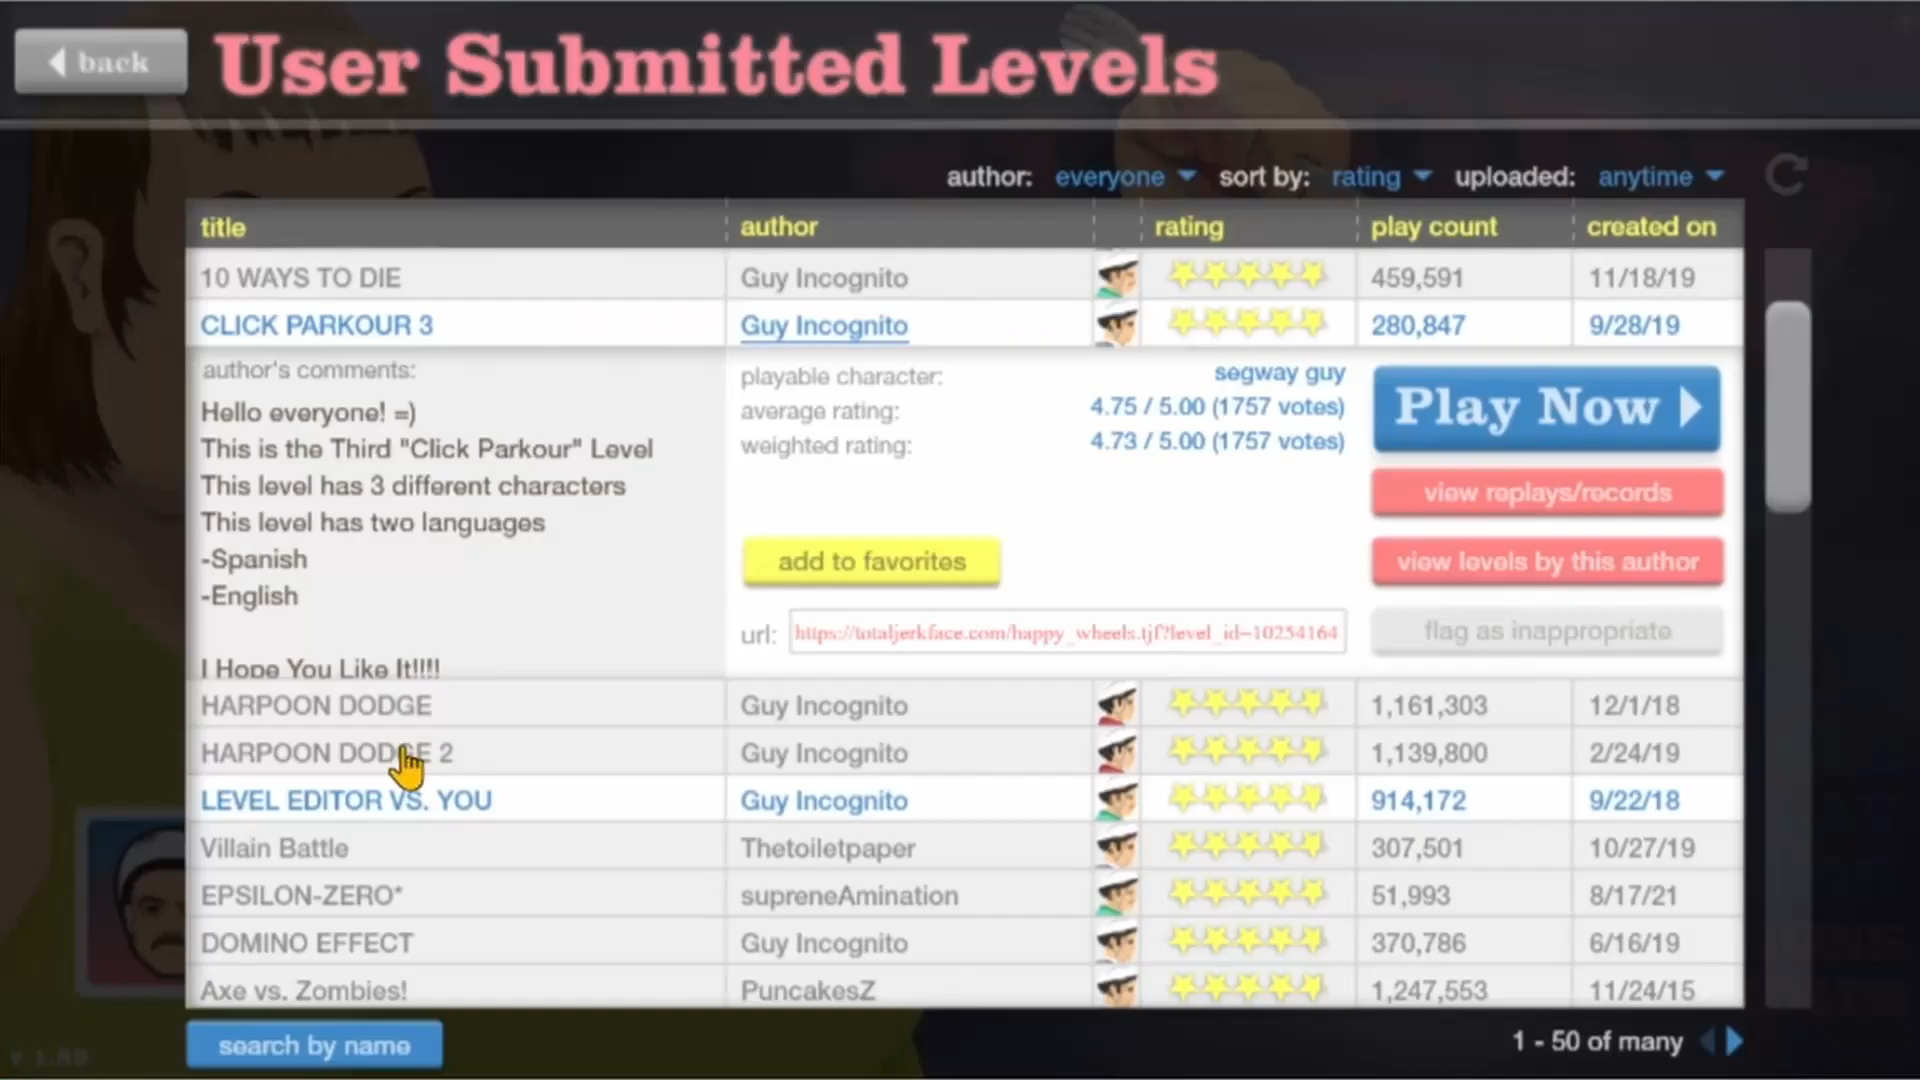 back
User Submitted Levels
author: everyone sort by: rating uploaded: anytime
title author rating play count created on
10 WAYS TO DIE Guy Incognito 459,591 11/18/19
CLICK PARKOUR 3 Guy Incognito 280,847 9/28/19
author's comments:
Hello everyone! =)
This is the Third "Click Parkour" Level
This level has 3 different characters
This level has two languages
-Spanish
-English
I Hope You Like It!!!!
playable character: segway guy
average rating: 4.75 / 5.00 (1757 votes)
weighted rating: 4.73 / 5.00 (1757 votes)
add to favorites
url: https://totaljerkface.com/happy_wheels.tjf?level_id=10254164
Play Now
view replays/records
view levels by this author
flag as inappropriate
HARPOON DODGE Guy Incognito 1,161,303 12/1/18
HARPOON DODGE 2 Guy Incognito 1,139,800 2/24/19
LEVEL EDITOR VS. YOU Guy Incognito 914,172 9/22/18
Villain Battle Thetoiletpaper 307,501 10/27/19
EPSILON-ZERO* supreneAmination 51,993 8/17/21
DOMINO EFFECT Guy Incognito 370,786 6/16/19
Axe vs. Zombies! PuncakesZ 1,247,553 11/24/15
search by name
1 - 50 of many